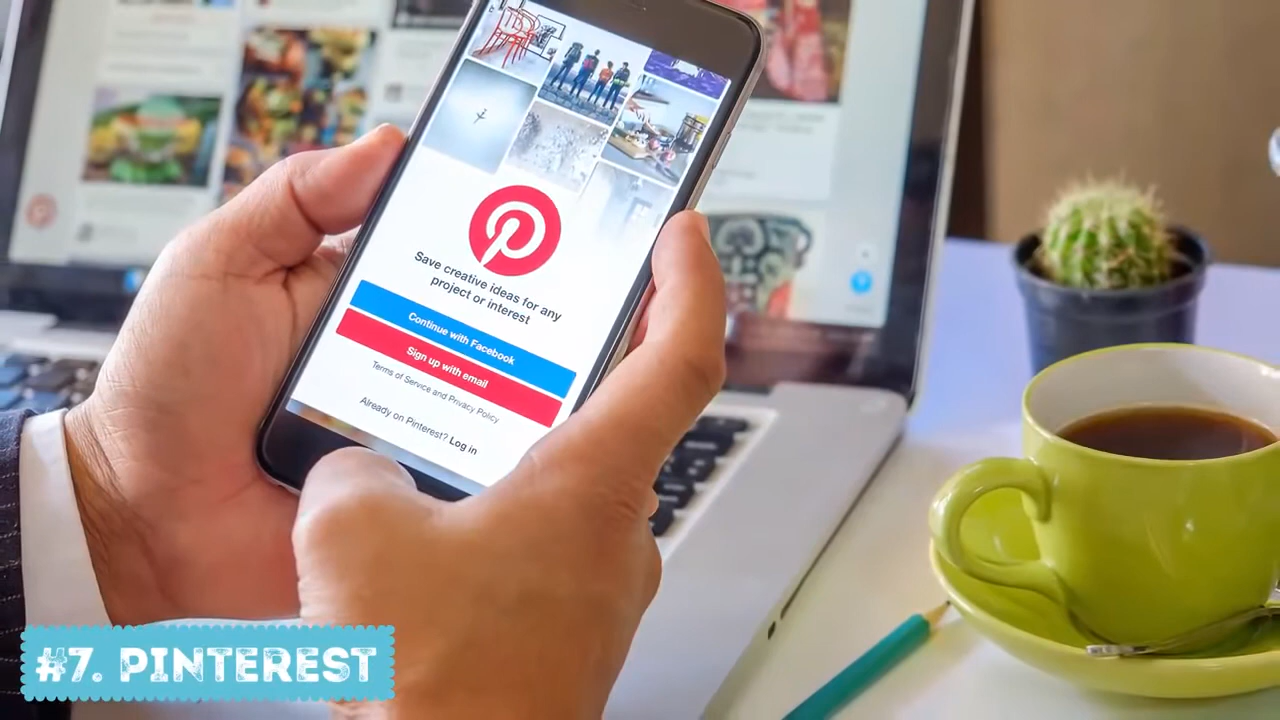 Save creative ideas for any
project or interest
Continue with Facebook
Sign up with email
Terms of Service and Privacy Policy
Already on Pinterest? Log in
#7. PINTEREST